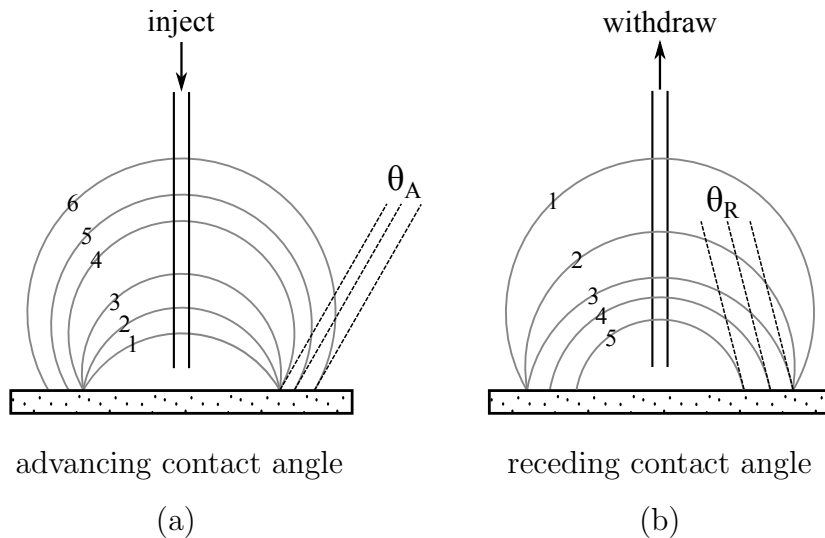 inject
withdraw
6
5
4
3
2
1
θA
1
2
3
4
5
θR
advancing contact angle
receding contact angle
(a)
(b)